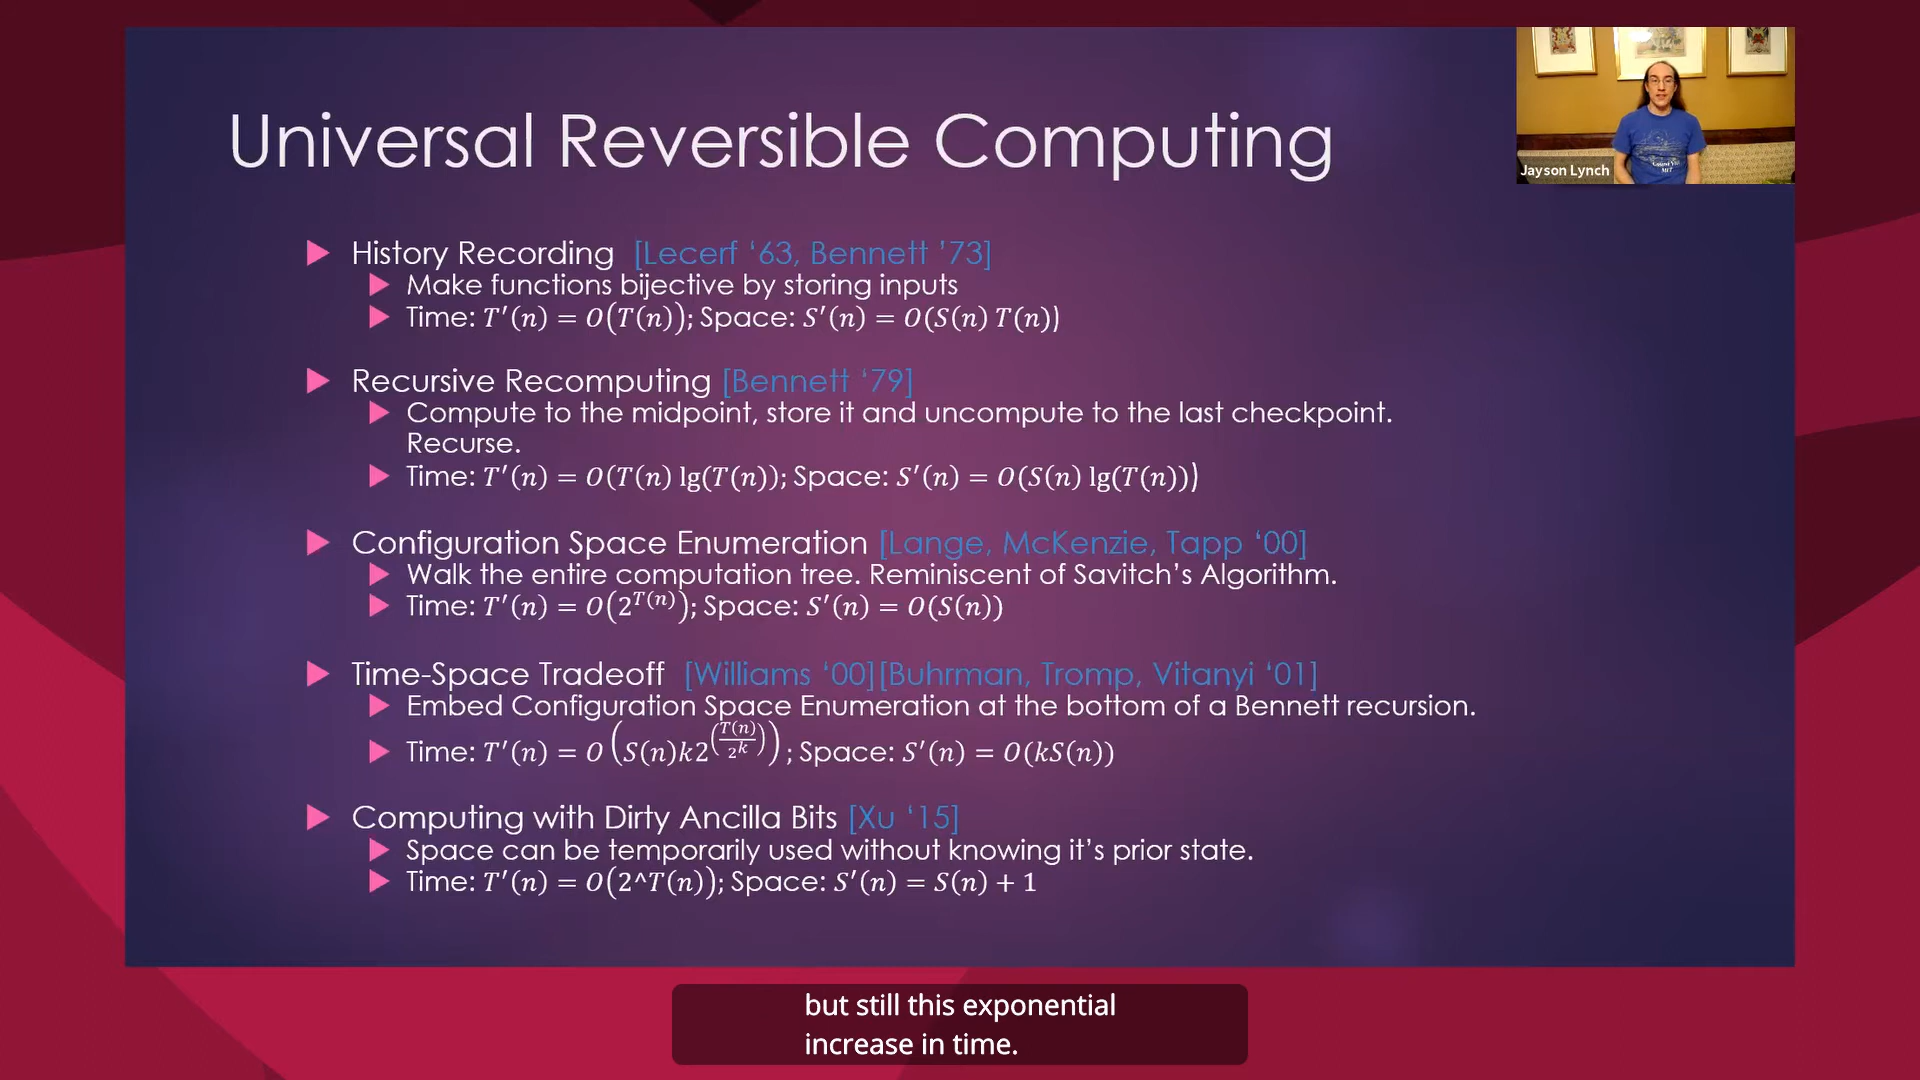 Universal Reversible Computing
Jayson Lynch
History Recording [Lecerf ‘63, Bennett ’73]
Make functions bijective by storing inputs
Time: T′(n) = O(T(n)); Space: S′(n) = O(S(n) T(n))
Recursive Recomputing [Bennett ‘79]
Compute to the midpoint, store it and uncompute to the last checkpoint.
Recurse.
Time: T′(n) = O(T(n) lg(T(n)); Space: S′(n) = O(S(n) lg(T(n)))
Configuration Space Enumeration [Lange, McKenzie, Tapp ‘00]
Walk the entire computation tree. Reminiscent of Savitch’s Algorithm.
Time: T′(n) = O(2^{T(n)}); Space: S′(n) = O(S(n))
Time-Space Tradeoff [Williams ‘00][Buhrman, Tromp, Vitanyi ‘01]
Embed Configuration Space Enumeration at the bottom of a Bennett recursion.
Time: T′(n) = O(S(n)k2^{(T(n)/2^k)}); Space: S′(n) = O(kS(n))
Computing with Dirty Ancilla Bits [Xu ‘15]
Space can be temporarily used without knowing it’s prior state.
Time: T′(n) = O(2^T(n)); Space: S′(n) = S(n) + 1
but still this exponential
increase in time.